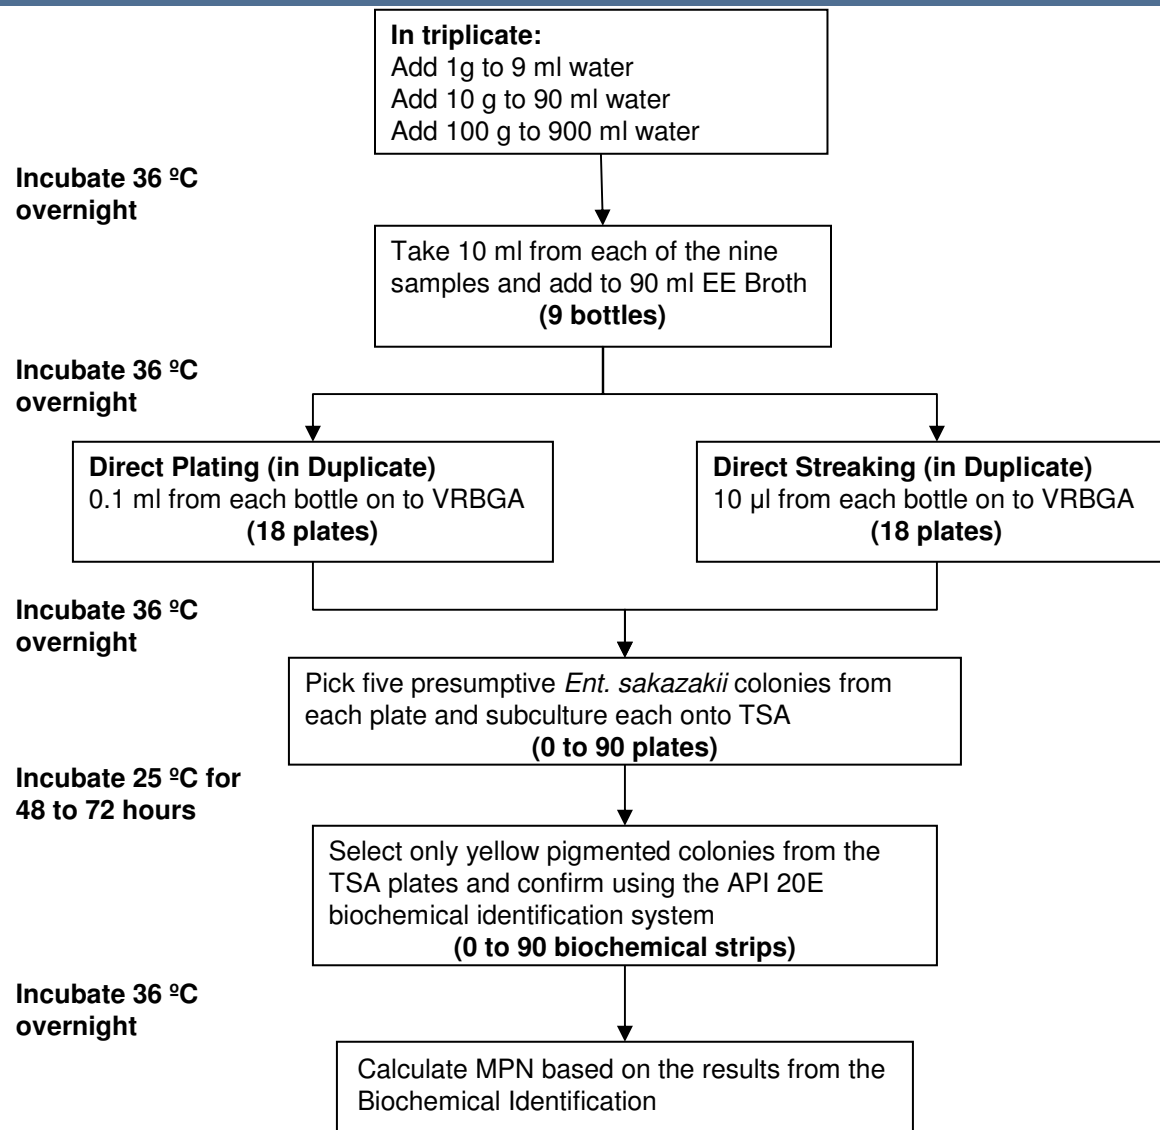 In triplicate:
Add 1g to 9 ml water
Add 10 g to 90 ml water
Add 100 g to 900 ml water
Incubate 36 ºC
overnight
Take 10 ml from each of the nine
samples and add to 90 ml EE Broth
(9 bottles)
Incubate 36 ºC
overnight
Direct Plating (in Duplicate)
0.1 ml from each bottle on to VRBGA
(18 plates)
Direct Streaking (in Duplicate)
10 µl from each bottle on to VRBGA
(18 plates)
Incubate 36 ºC
overnight
Pick five presumptive Ent. sakazakii colonies from
each plate and subculture each onto TSA
(0 to 90 plates)
Incubate 25 ºC for
48 to 72 hours
Select only yellow pigmented colonies from the
TSA plates and confirm using the API 20E
biochemical identification system
(0 to 90 biochemical strips)
Incubate 36 ºC
overnight
Calculate MPN based on the results from the
Biochemical Identification